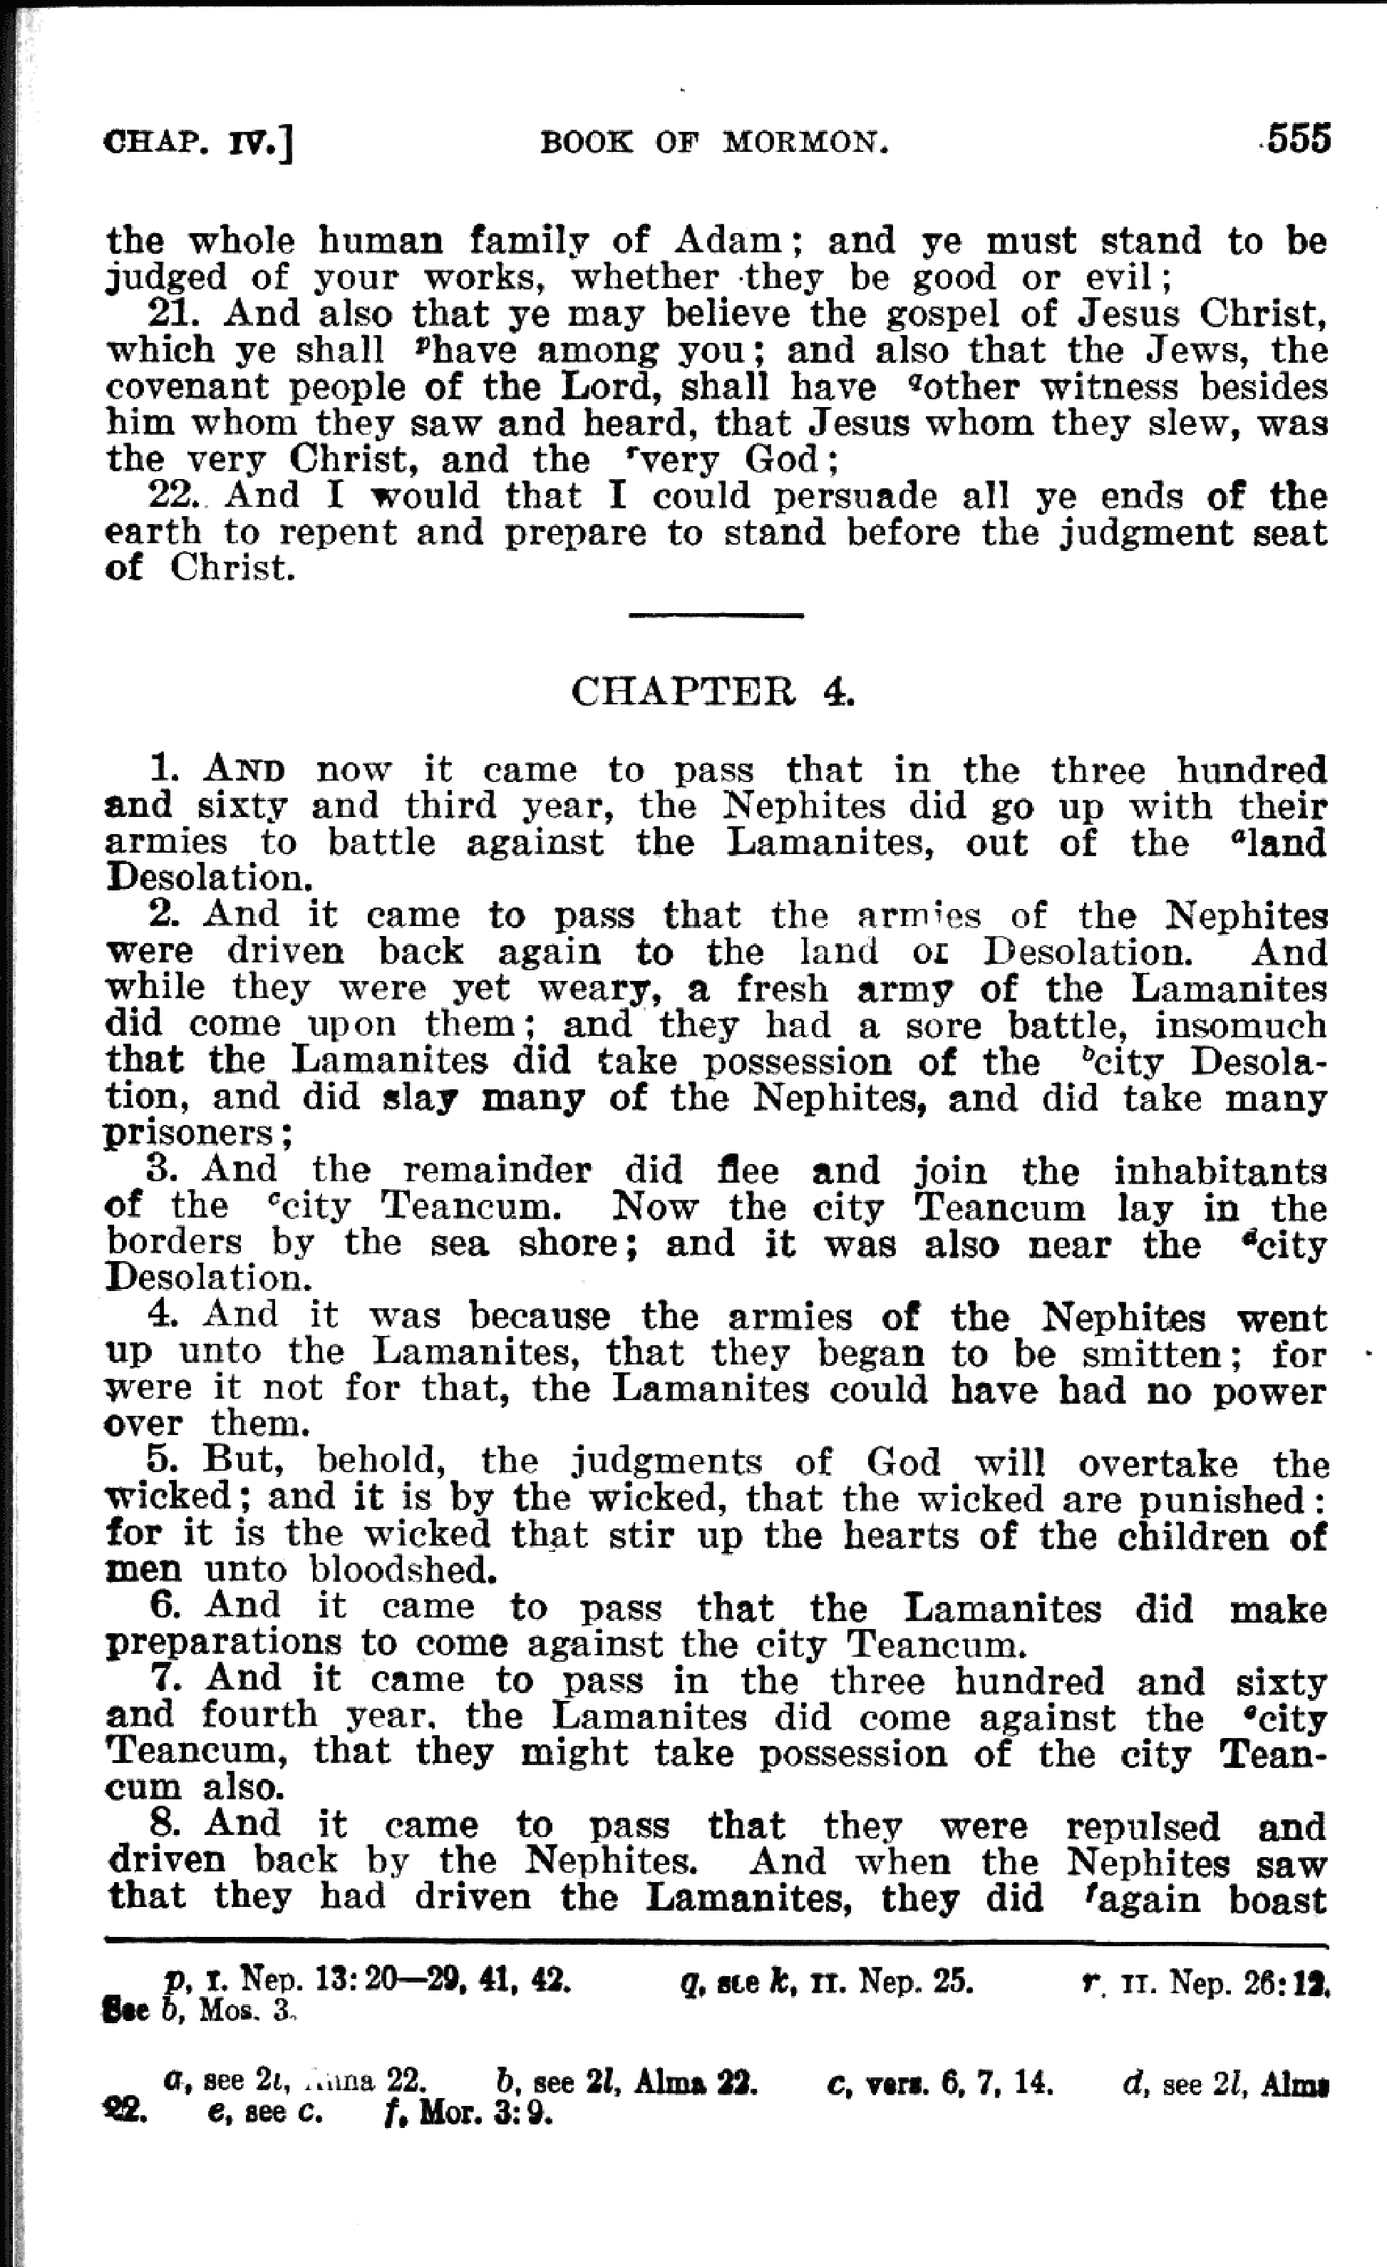 CHAP. IV.] BOOK OF MORMON. 555
the whole human family of Adam; and ye must stand to be
judged of your works, whether they be good or evil;
21. And also that ye may believe the gospel of Jesus Christ,
which ye shall phave among you; and also that the Jews, the
covenant people of the Lord, shall have qother witness besides
him whom they saw and heard, that Jesus whom they slew, was
the very Christ, and the rvery God;
22. And I would that I could persuade all ye ends of the
earth to repent and prepare to stand before the judgment seat
of Christ.
CHAPTER 4.
1. AND now it came to pass that in the three hundred
and sixty and third year, the Nephites did go up with their
armies to battle against the Lamanites, out of the aland
Desolation.
2. And it came to pass that the armies of the Nephites
were driven back again to the land of Desolation. And
while they were yet weary, a fresh army of the Lamanites
did come upon them; and they had a sore battle, insomuch
that the Lamanites did take possession of the bcity Desola-
tion, and did slay many of the Nephites, and did take many
prisoners;
3. And the remainder did flee and join the inhabitants
of the ccity Teancum. Now the city Teancum lay in the
borders by the sea shore; and it was also near the dcity
Desolation.
4. And it was because the armies of the Nephites went
up unto the Lamanites, that they began to be smitten; for
were it not for that, the Lamanites could have had no power
over them.
5. But, behold, the judgments of God will overtake the
wicked; and it is by the wicked, that the wicked are punished:
for it is the wicked that stir up the hearts of the children of
men unto bloodshed.
6. And it came to pass that the Lamanites did make
preparations to come against the city Teancum.
7. And it came to pass in the three hundred and sixty
and fourth year, the Lamanites did come against the ecity
Teancum, that they might take possession of the city Tean-
cum also.
8. And it came to pass that they were repulsed and
driven back by the Nephites. And when the Nephites saw
that they had driven the Lamanites, they did fagain boast
p, I. Nep. 13:20—29, 41, 42. q, see k, II. Nep. 25. r, II. Nep. 26:12.
See b, Mos. 3.
a, see 2i, Alma 22. b, see 2l, Alma 22. c, vers. 6, 7, 14. d, see 2l, Alma
22. e, see c. f, Mor. 3:9.